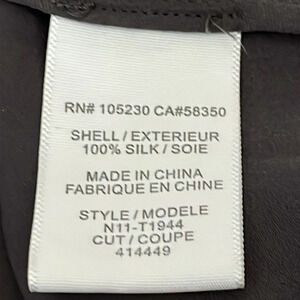 RN# 105230 CA#58350
SHELL / EXTERIEUR
100% SILK / SOIE
MADE IN CHINA
FABRIQUE EN CHINE
STYLE / MODELE
N11-T1944
CUT / COUPE
414449